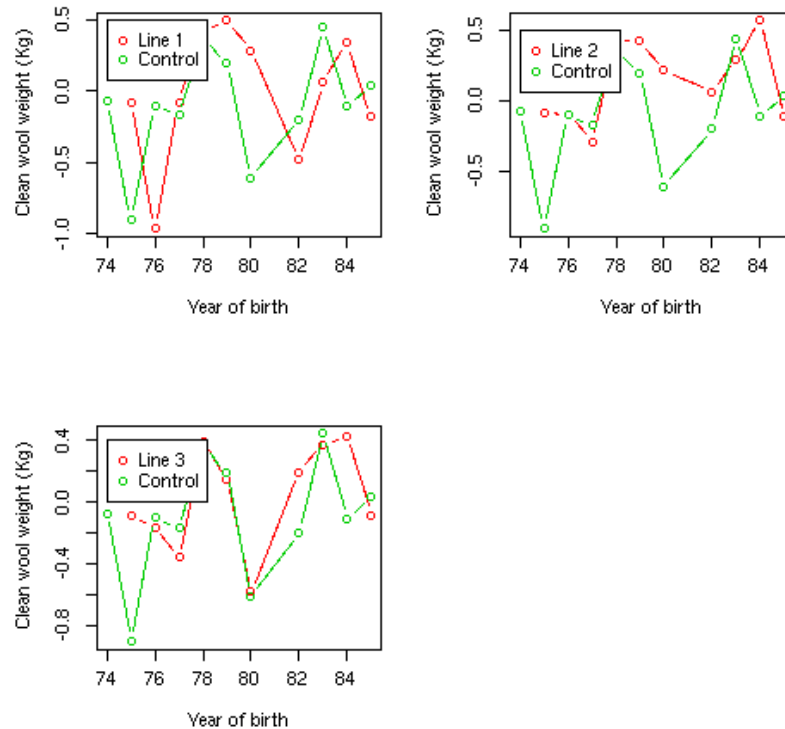 Clean wool weight (Kg)
0.5
0.0
-0.5
-1.0
Line 1
Control
74 76 78 80 82 84
Year of birth
Clean wool weight (Kg)
0.5
0.0
-0.5
Line 2
Control
74 76 78 80 82 84
Year of birth
Clean wool weight (Kg)
0.4
0.0
-0.4
-0.8
Line 3
Control
74 76 78 80 82 84
Year of birth